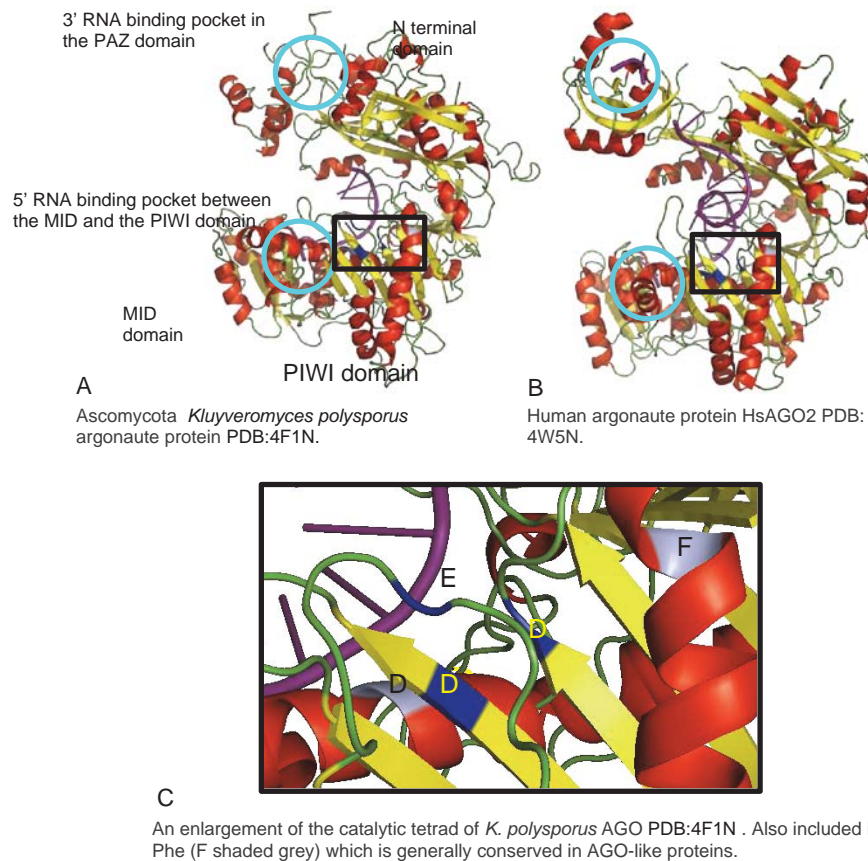 3' RNA binding pocket in
the PAZ domain
N terminal
domain
5' RNA binding pocket between
the MID and the PIWI domain
MID
domain
PIWI domain
A
Ascomycota Kluyveromyces polysporus
argonaute protein PDB:4F1N.
B
Human argonaute protein HsAGO2 PDB:
4W5N.
E
F
D
D
D
C
An enlargement of the catalytic tetrad of K. polysporus AGO PDB:4F1N . Also included
Phe (F shaded grey) which is generally conserved in AGO-like proteins.